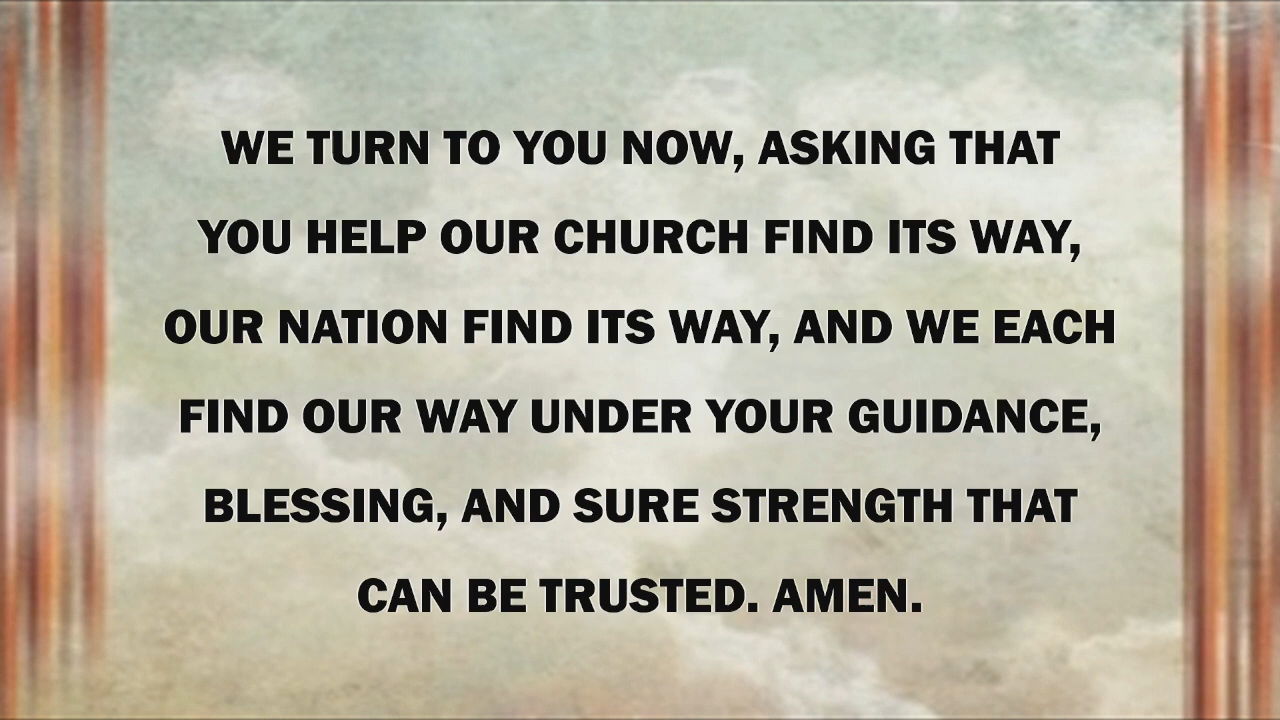 WE TURN TO YOU NOW, ASKING THAT
YOU HELP OUR CHURCH FIND ITS WAY,
OUR NATION FIND ITS WAY, AND WE EACH
FIND OUR WAY UNDER YOUR GUIDANCE,
BLESSING, AND SURE STRENGTH THAT
CAN BE TRUSTED. AMEN.